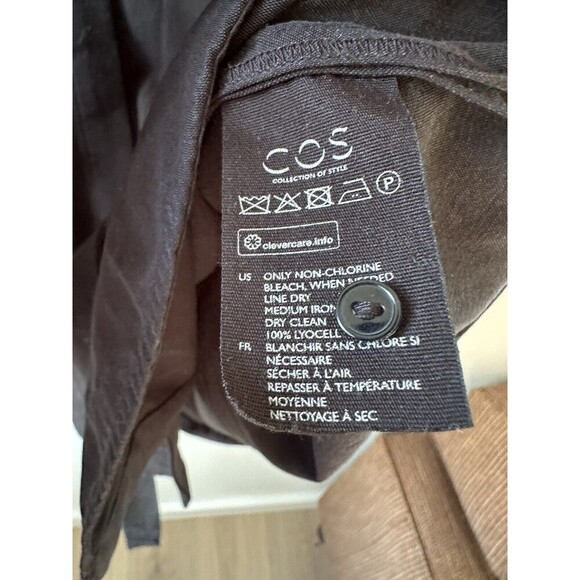 COS
COLLECTION OF STYLE
P
clevercare.info
US ONLY NON-CHLORINE
BLEACH, WHEN NEEDED
LINE DRY
MEDIUM IRON
DRY CLEAN
100% LYOCELL
FR BLANCHIR SANS CHLORE SI
NÉCESSAIRE
SÉCHER À L'AIR
REPASSER À TEMPÉRATURE
MOYENNE
NETTOYAGE À SEC